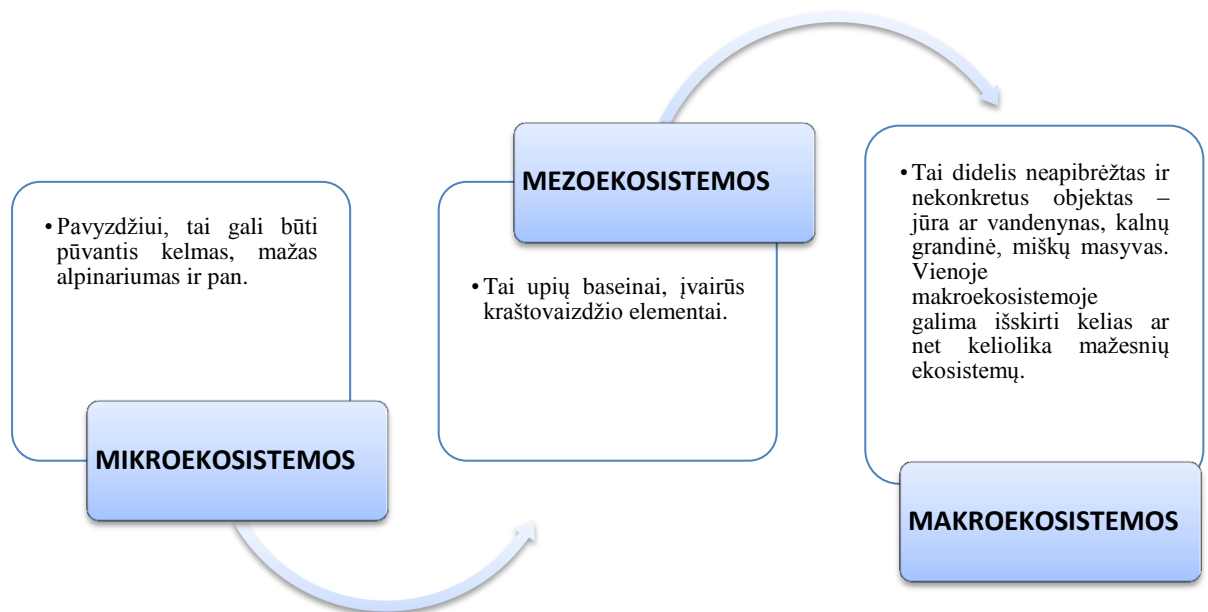 • Pavyzdžiui, tai gali būti
pūvantis kelmas, mažas
alpinariumas ir pan.
MIKROEKOSISTEMOS
MEZOEKOSISTEMOS
• Tai upių baseinai, įvairūs
kraštovaizdžio elementai.
• Tai didelis neapibrėžtas ir
nekonkretus objektas –
jūra ar vandenynas, kalnų
grandinė, miškų masyvas.
Vienoje
makroekosistemoje
galima išskirti kelias ar
net keliolika mažesnių
ekosistemų.
MAKROEKOSISTEMOS